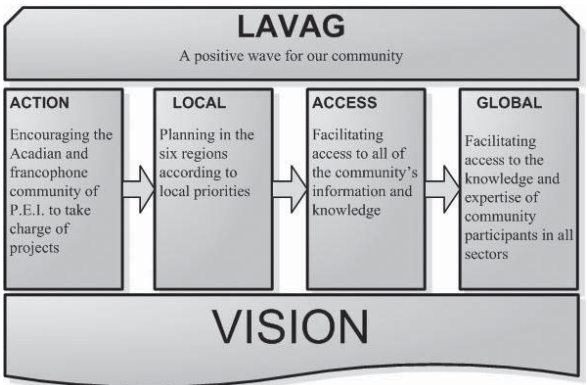 LAVAG
A positive wave for our community
ACTION
Encouraging the
Acadian and
francophone
community of
P.E.I. to take
charge of
projects
LOCAL
Planning in the
six regions
according to
local priorities
ACCESS
Facilitating
access to all of
the community's
information and
knowledge
GLOBAL
Facilitating
access to the
knowledge and
expertise of
community
participants in all
sectors
VISION